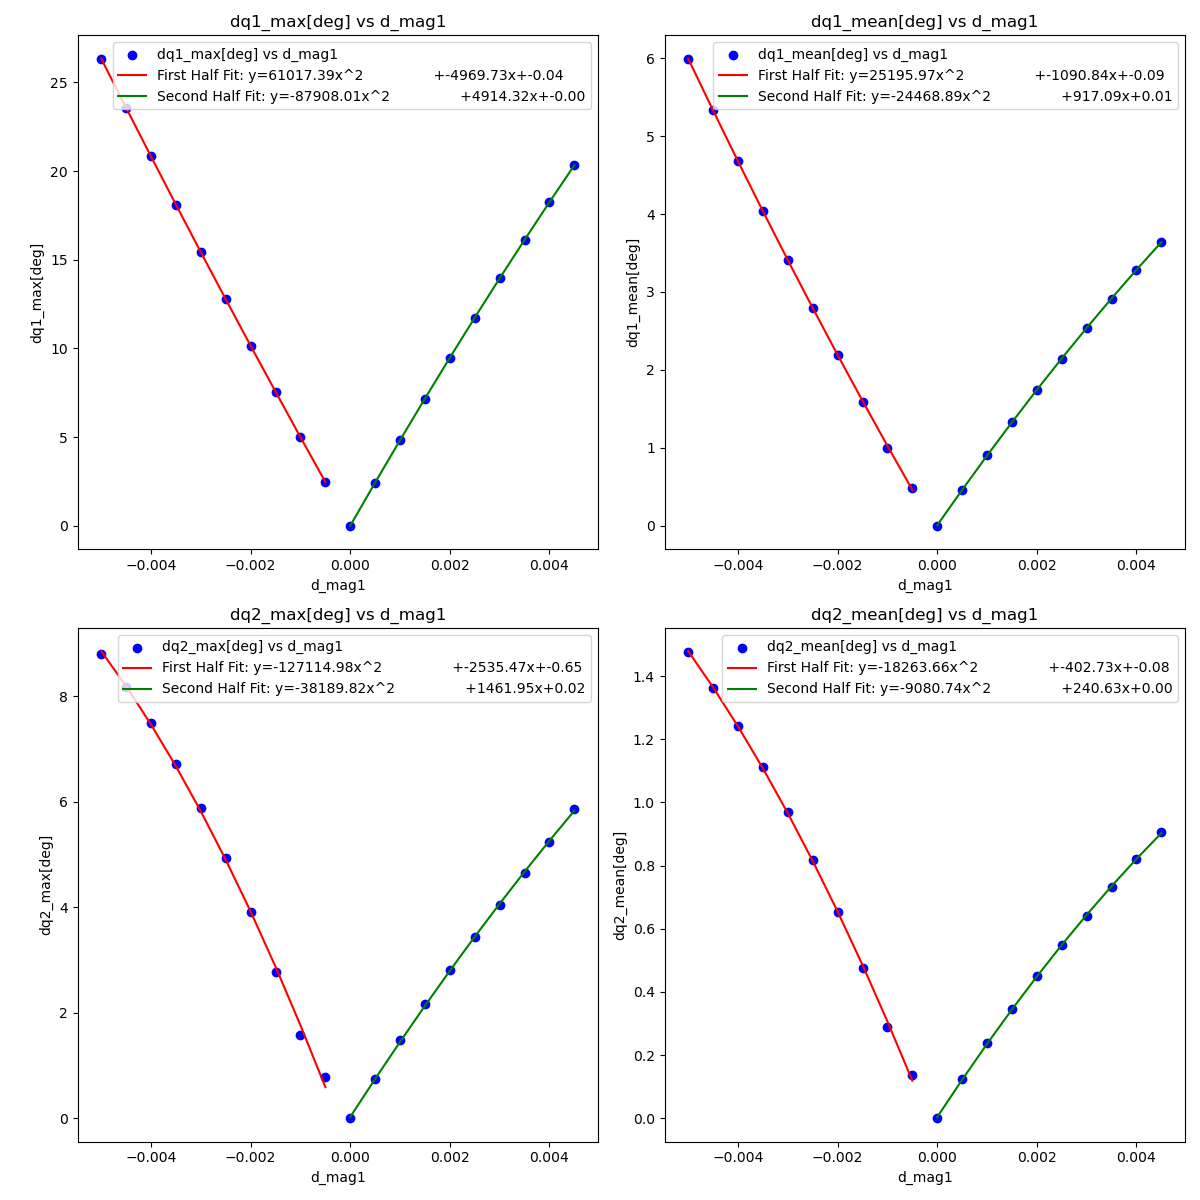 dq1_max[deg] vs d_mag1
dq1_max[deg] vs d_mag1
First Half Fit: y=61017.39x^2 +-4969.73x+-0.04
Second Half Fit: y=-87908.01x^2 +4914.32x+-0.00
dq1_max[deg]
25
20
15
10
5
0
−0.004 −0.002 0.000 0.002 0.004
d_mag1
dq1_mean[deg] vs d_mag1
dq1_mean[deg] vs d_mag1
First Half Fit: y=25195.97x^2 +-1090.84x+-0.09
Second Half Fit: y=-24468.89x^2 +917.09x+0.01
dq1_mean[deg]
6
5
4
3
2
1
0
−0.004 −0.002 0.000 0.002 0.004
d_mag1
dq2_max[deg] vs d_mag1
dq2_max[deg] vs d_mag1
First Half Fit: y=-127114.98x^2 +-2535.47x+-0.65
Second Half Fit: y=-38189.82x^2 +1461.95x+0.02
dq2_max[deg]
8
6
4
2
0
−0.004 −0.002 0.000 0.002 0.004
d_mag1
dq2_mean[deg] vs d_mag1
dq2_mean[deg] vs d_mag1
First Half Fit: y=-18263.66x^2 +-402.73x+-0.08
Second Half Fit: y=-9080.74x^2 +240.63x+0.00
dq2_mean[deg]
1.4
1.2
1.0
0.8
0.6
0.4
0.2
0.0
−0.004 −0.002 0.000 0.002 0.004
d_mag1